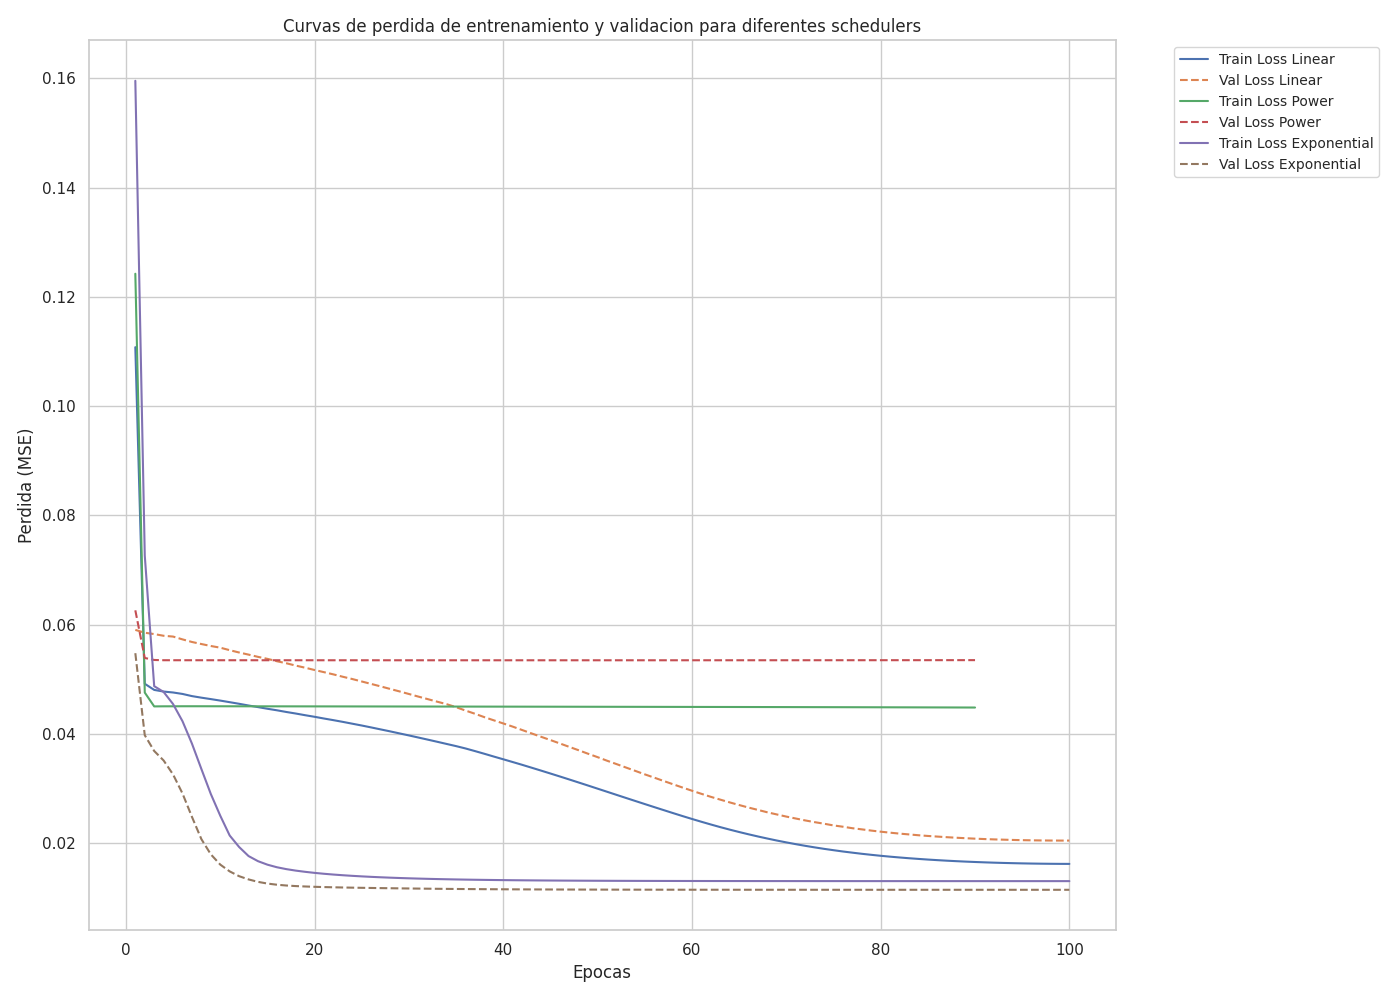 Curvas de perdida de entrenamiento y validacion para diferentes schedulers
Train Loss Linear
Val Loss Linear
Train Loss Power
Val Loss Power
Train Loss Exponential
Val Loss Exponential
Perdida (MSE)
0.16
0.14
0.12
0.10
0.08
0.06
0.04
0.02
0 20 40 60 80 100
Epocas